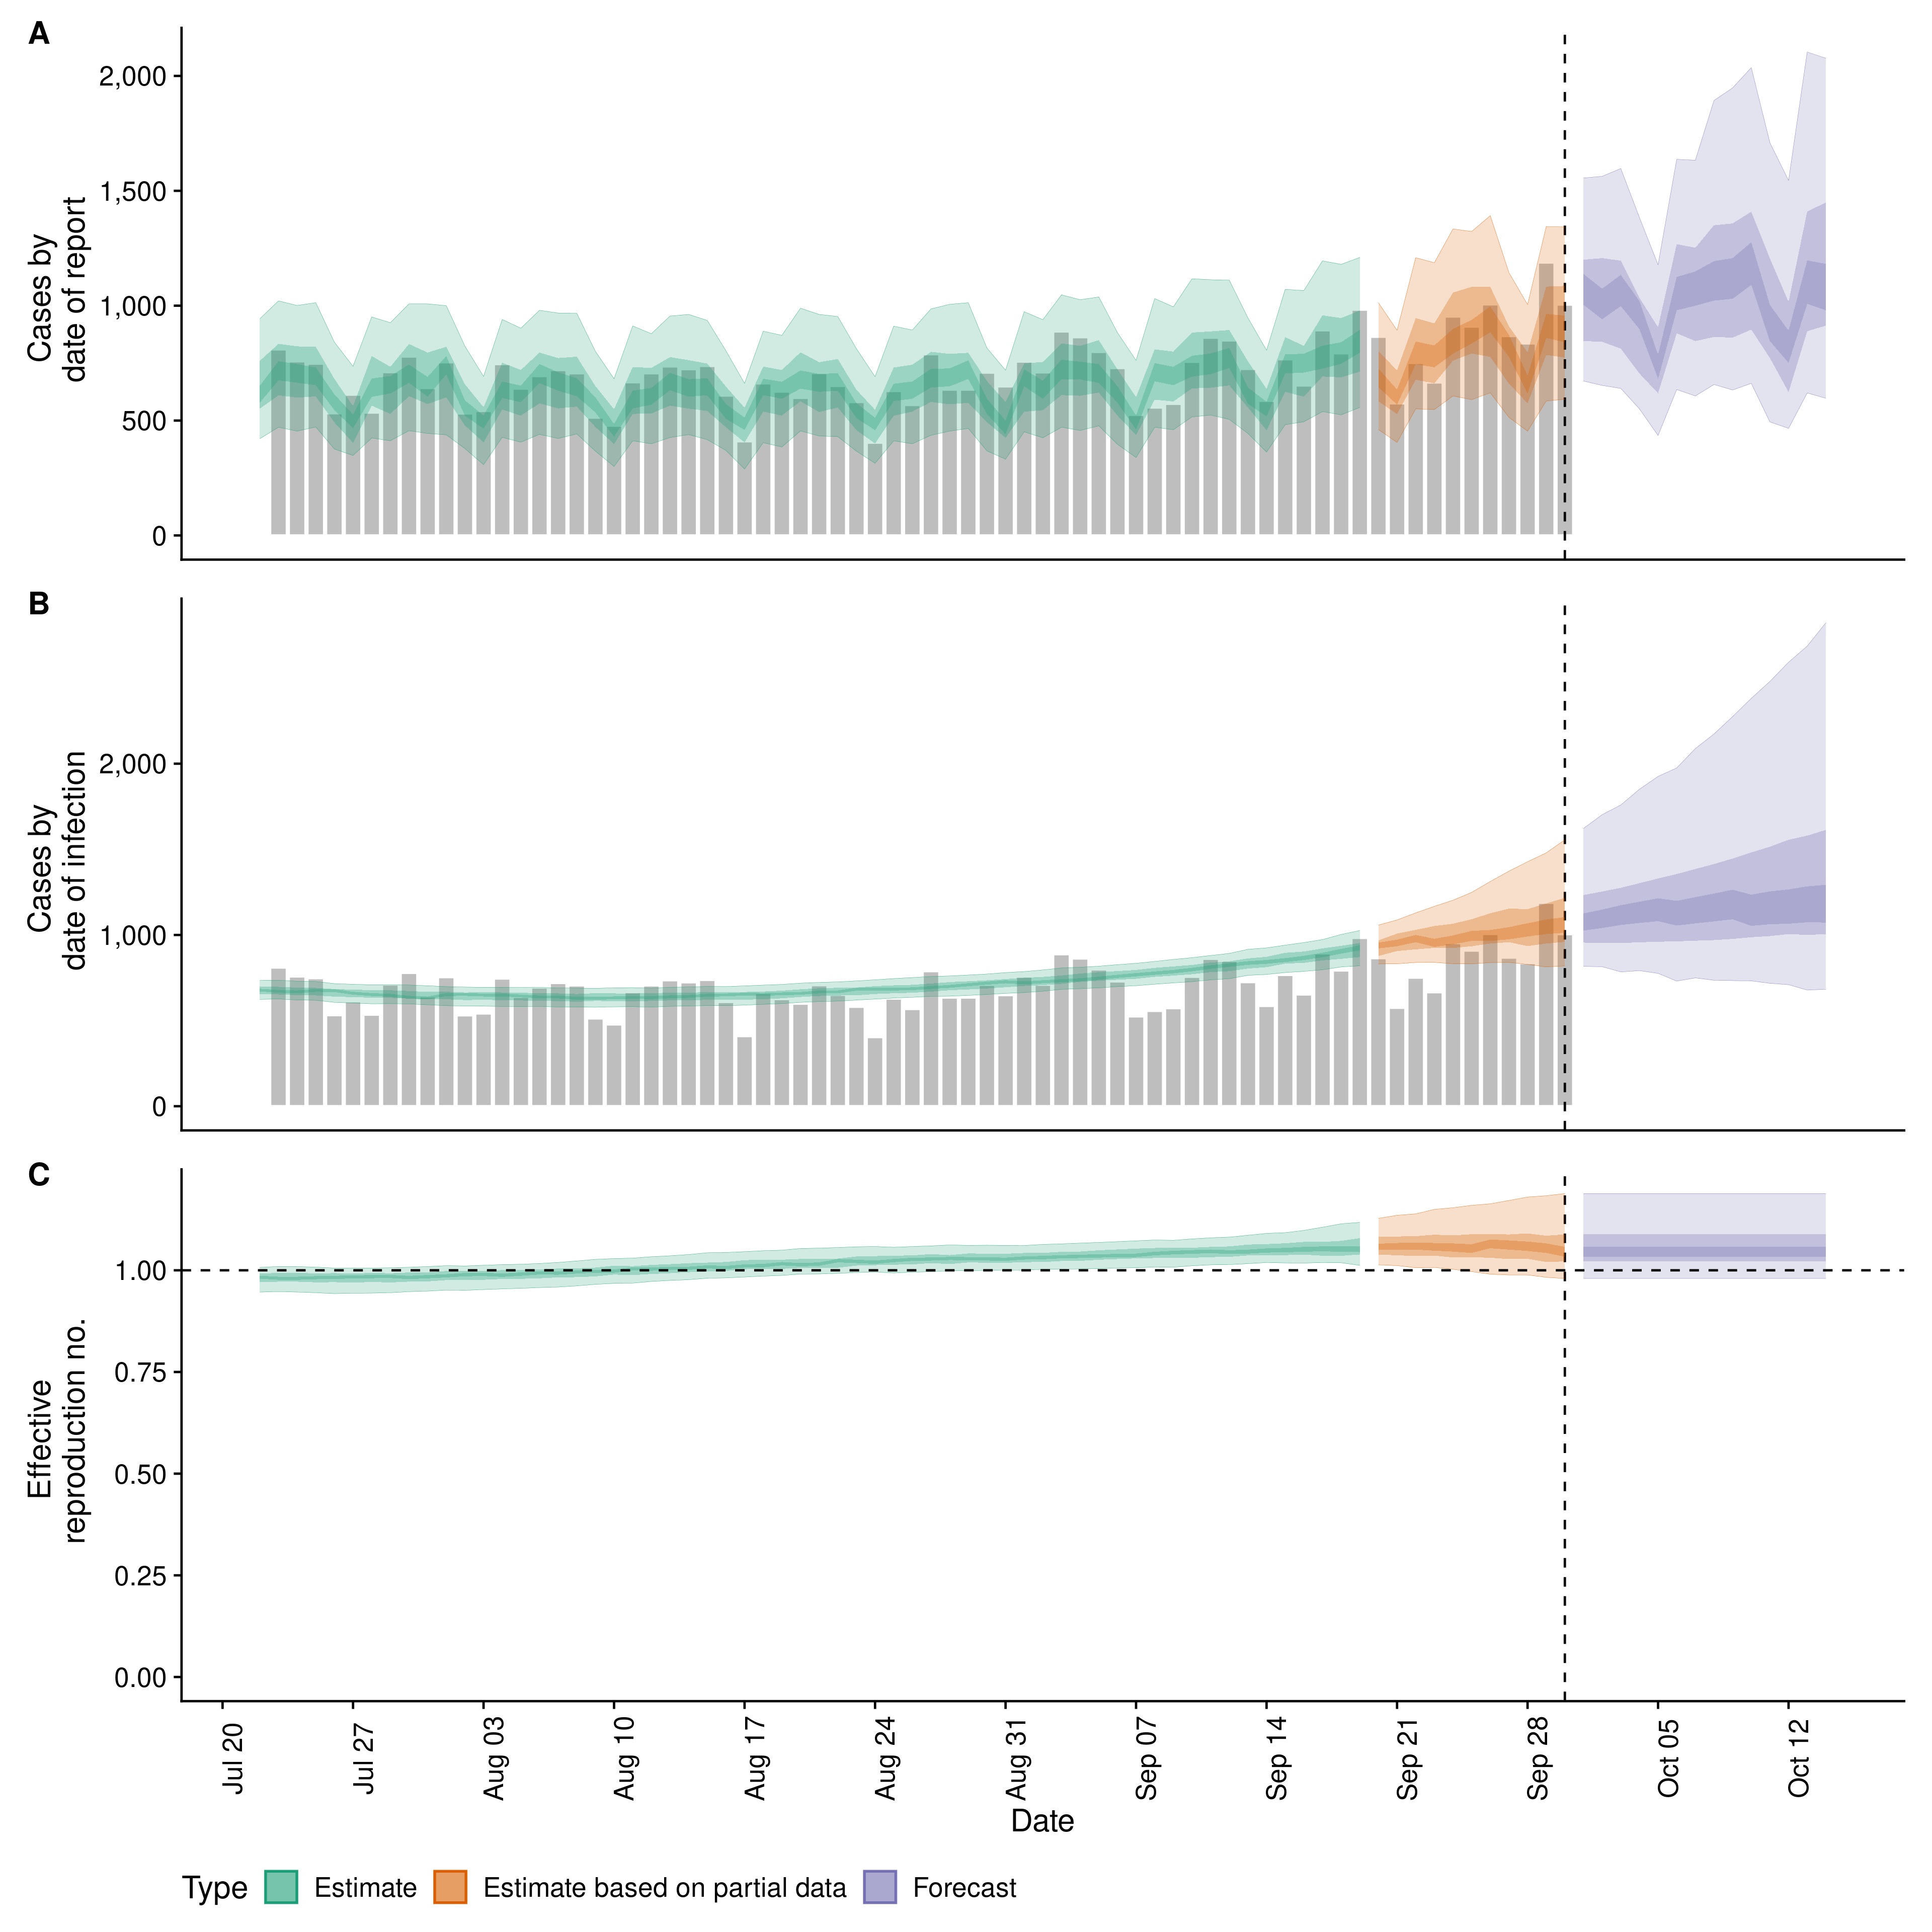 A
Cases by
date of report
2,000
1,500
1,000
500
0
B
Cases by
date of infection
2,000
1,000
0
C
Effective
reproduction no.
1.00
0.75
0.50
0.25
0.00
Jul 20
Jul 27
Aug 03
Aug 10
Aug 17
Aug 24
Aug 31
Sep 07
Sep 14
Sep 21
Sep 28
Oct 05
Oct 12
Date
Type Estimate Estimate based on partial data Forecast